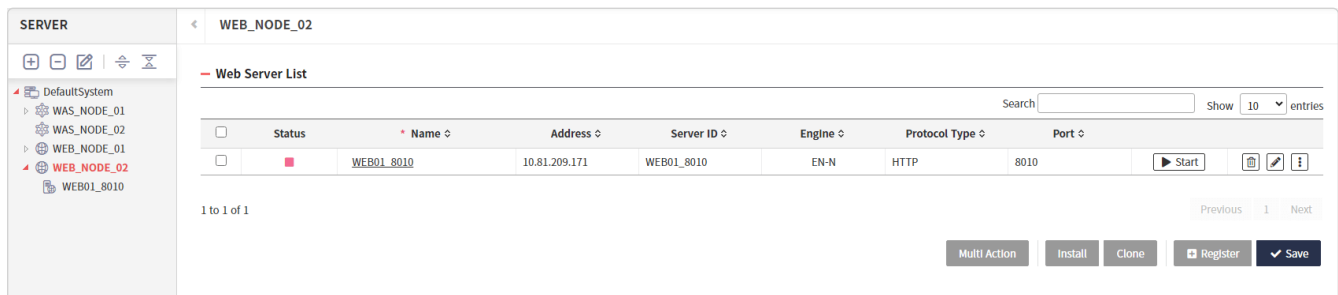 SERVER
WEB_NODE_02
DefaultSystem
WAS_NODE_01
WAS_NODE_02
WEB_NODE_01
WEB_NODE_02
WEB01_8010
Web Server List
Search Show 10 entries
Status * Name Address Server ID Engine Protocol Type Port
WEB01_8010 10.81.209.171 WEB01_8010 EN-N HTTP 8010 Start
1 to 1 of 1
Previous 1 Next
Multi Action Install Clone Register Save